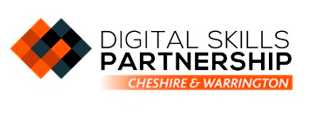 DIGITAL SKILLS
PARTNERSHIP
CHESHIRE & WARRINGTON